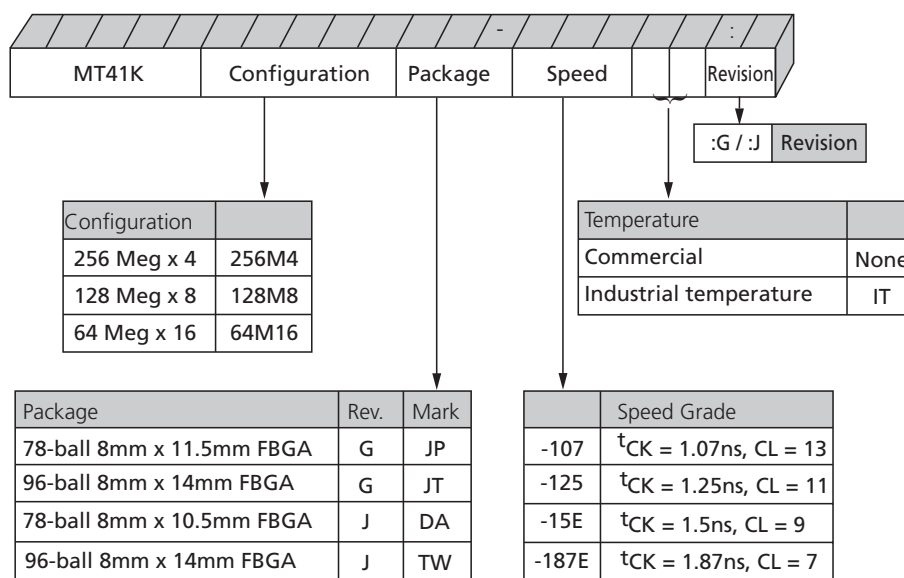 - :
MT41K Configuration Package Speed Revision
:G / :J Revision
Configuration
256 Meg x 4 256M4
128 Meg x 8 128M8
64 Meg x 16 64M16
Temperature
Commercial None
Industrial temperature IT
Package Rev. Mark
78-ball 8mm x 11.5mm FBGA G JP
96-ball 8mm x 14mm FBGA G JT
78-ball 8mm x 10.5mm FBGA J DA
96-ball 8mm x 14mm FBGA J TW
Speed Grade
-107 tCK = 1.07ns, CL = 13
-125 tCK = 1.25ns, CL = 11
-15E tCK = 1.5ns, CL = 9
-187E tCK = 1.87ns, CL = 7